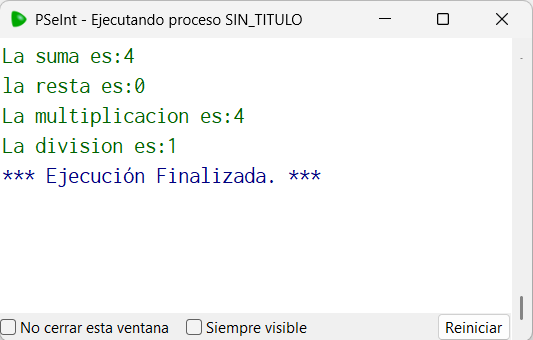 PSeInt - Ejecutando proceso SIN_TITULO
La suma es:4
la resta es:0
La multiplicacion es:4
La division es:1
*** Ejecución Finalizada. ***
No cerrar esta ventana
Siempre visible
Reiniciar